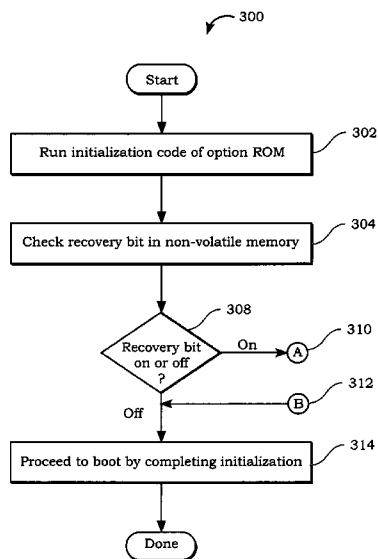 300
Start
Run initialization code of option ROM
302
Check recovery bit in non-volatile memory
304
308
Recovery bit
on or off
?
On
A
310
312
B
Off
Proceed to boot by completing initialization
314
Done